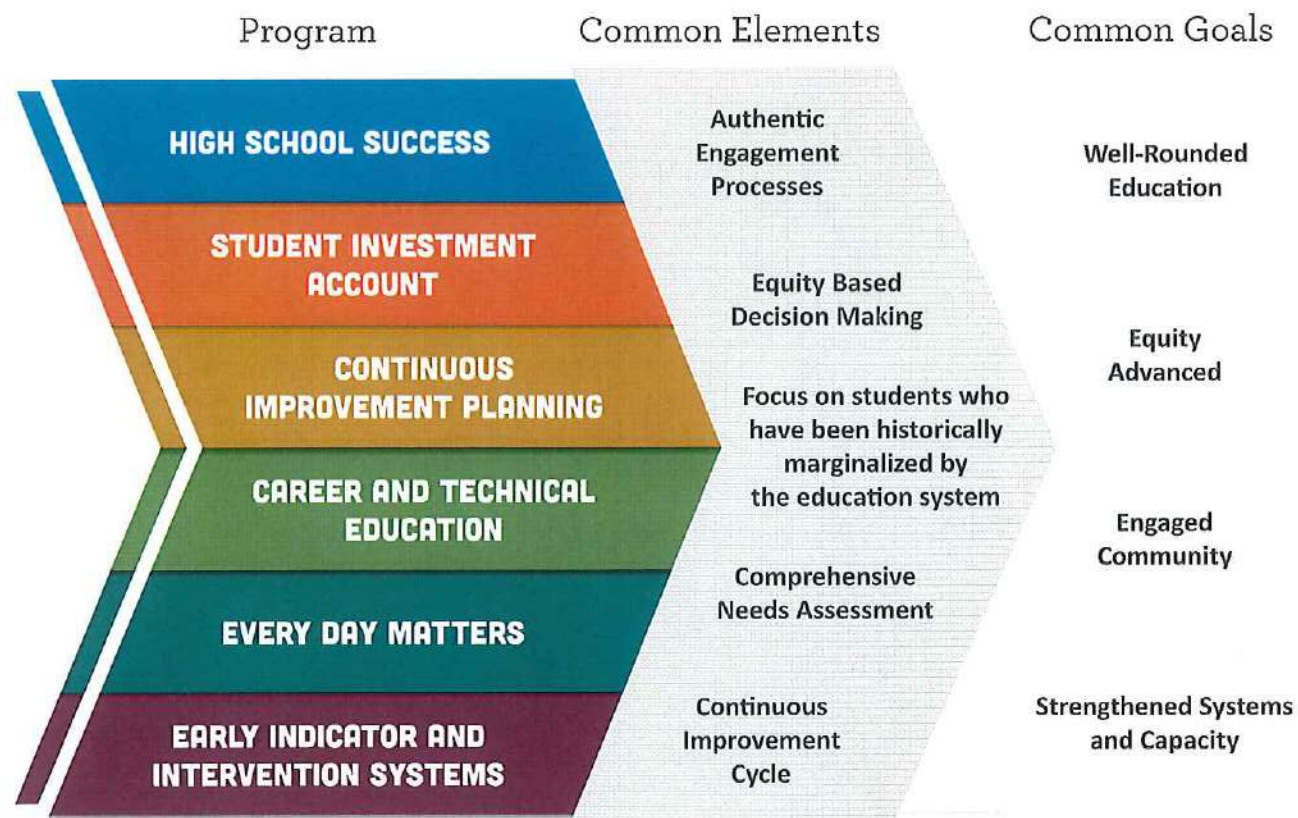 Program
Common Elements
Common Goals
HIGH SCHOOL SUCCESS
STUDENT INVESTMENT
ACCOUNT
CONTINUOUS
IMPROVEMENT PLANNING
CAREER AND TECHNICAL
EDUCATION
EVERY DAY MATTERS
EARLY INDICATOR AND
INTERVENTION SYSTEMS
Authentic
Engagement
Processes
Equity Based
Decision Making
Focus on students who
have been historically
marginalized by
the education system
Comprehensive
Needs Assessment
Continuous
Improvement
Cycle
Well-Rounded
Education
Equity
Advanced
Engaged
Community
Strengthened Systems
and Capacity